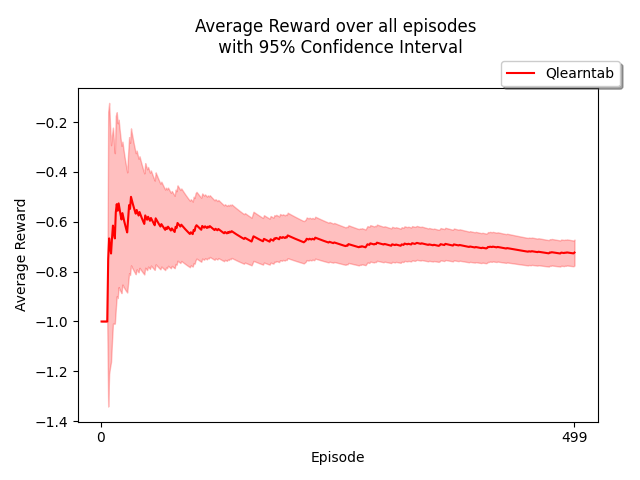 Average Reward over all episodes
with 95% Confidence Interval
Qlearntab
−0.2
−0.4
−0.6
−0.8
−1.0
−1.2
−1.4
Average Reward
0
499
Episode